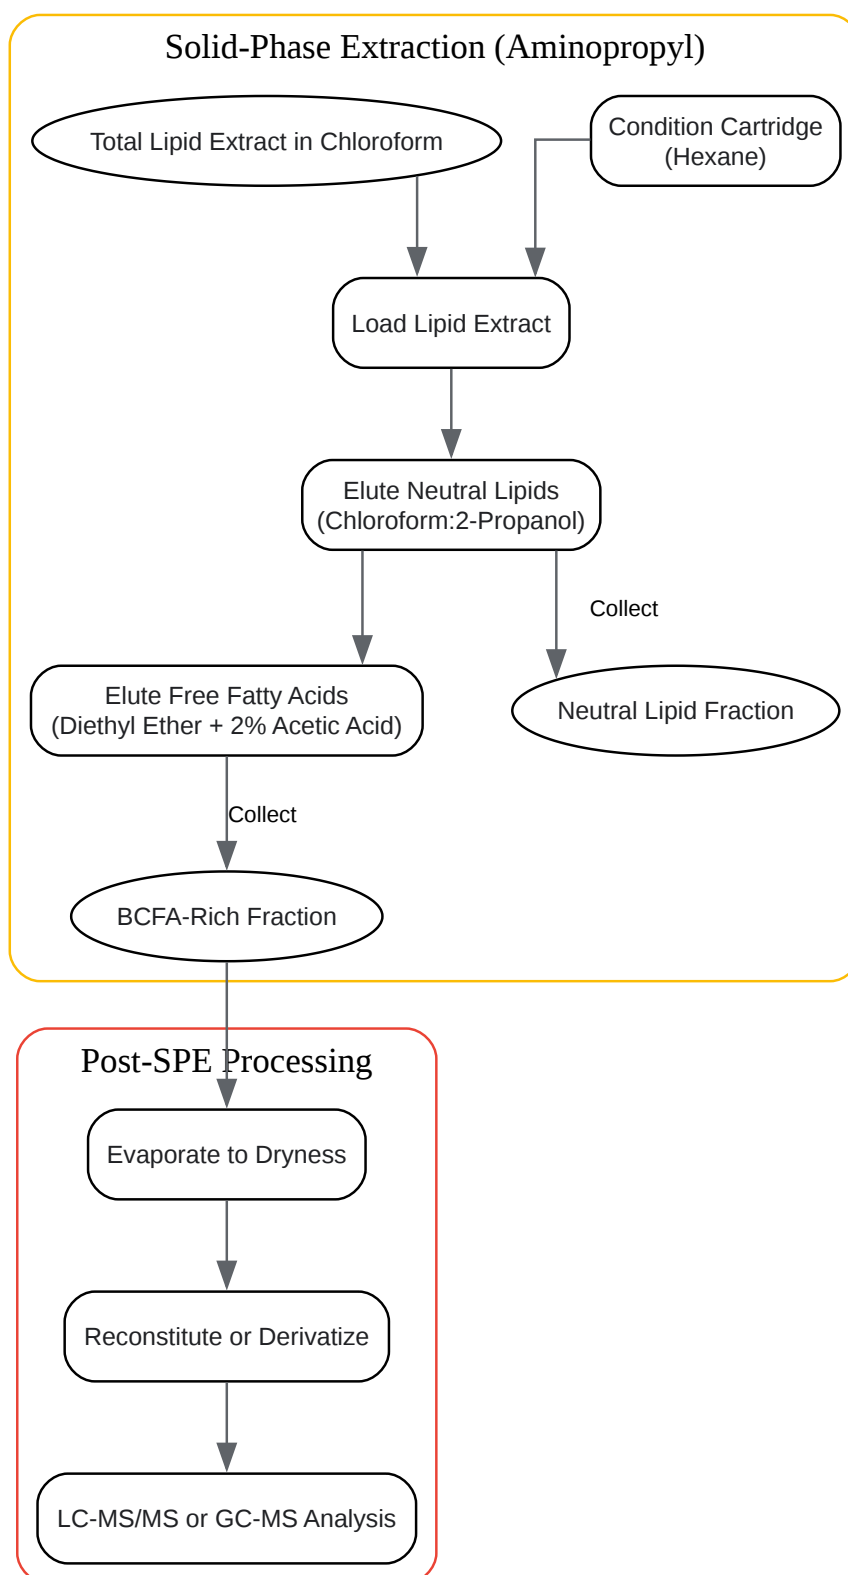 Solid-Phase Extraction (Aminopropyl)
Total Lipid Extract in Chloroform
Condition Cartridge
(Hexane)
Load Lipid Extract
Elute Neutral Lipids
(Chloroform:2-Propanol)
Collect
Elute Free Fatty Acids
(Diethyl Ether + 2% Acetic Acid)
Neutral Lipid Fraction
Collect
BCFA-Rich Fraction
Post-SPE Processing
Evaporate to Dryness
Reconstitute or Derivatize
LC-MS/MS or GC-MS Analysis